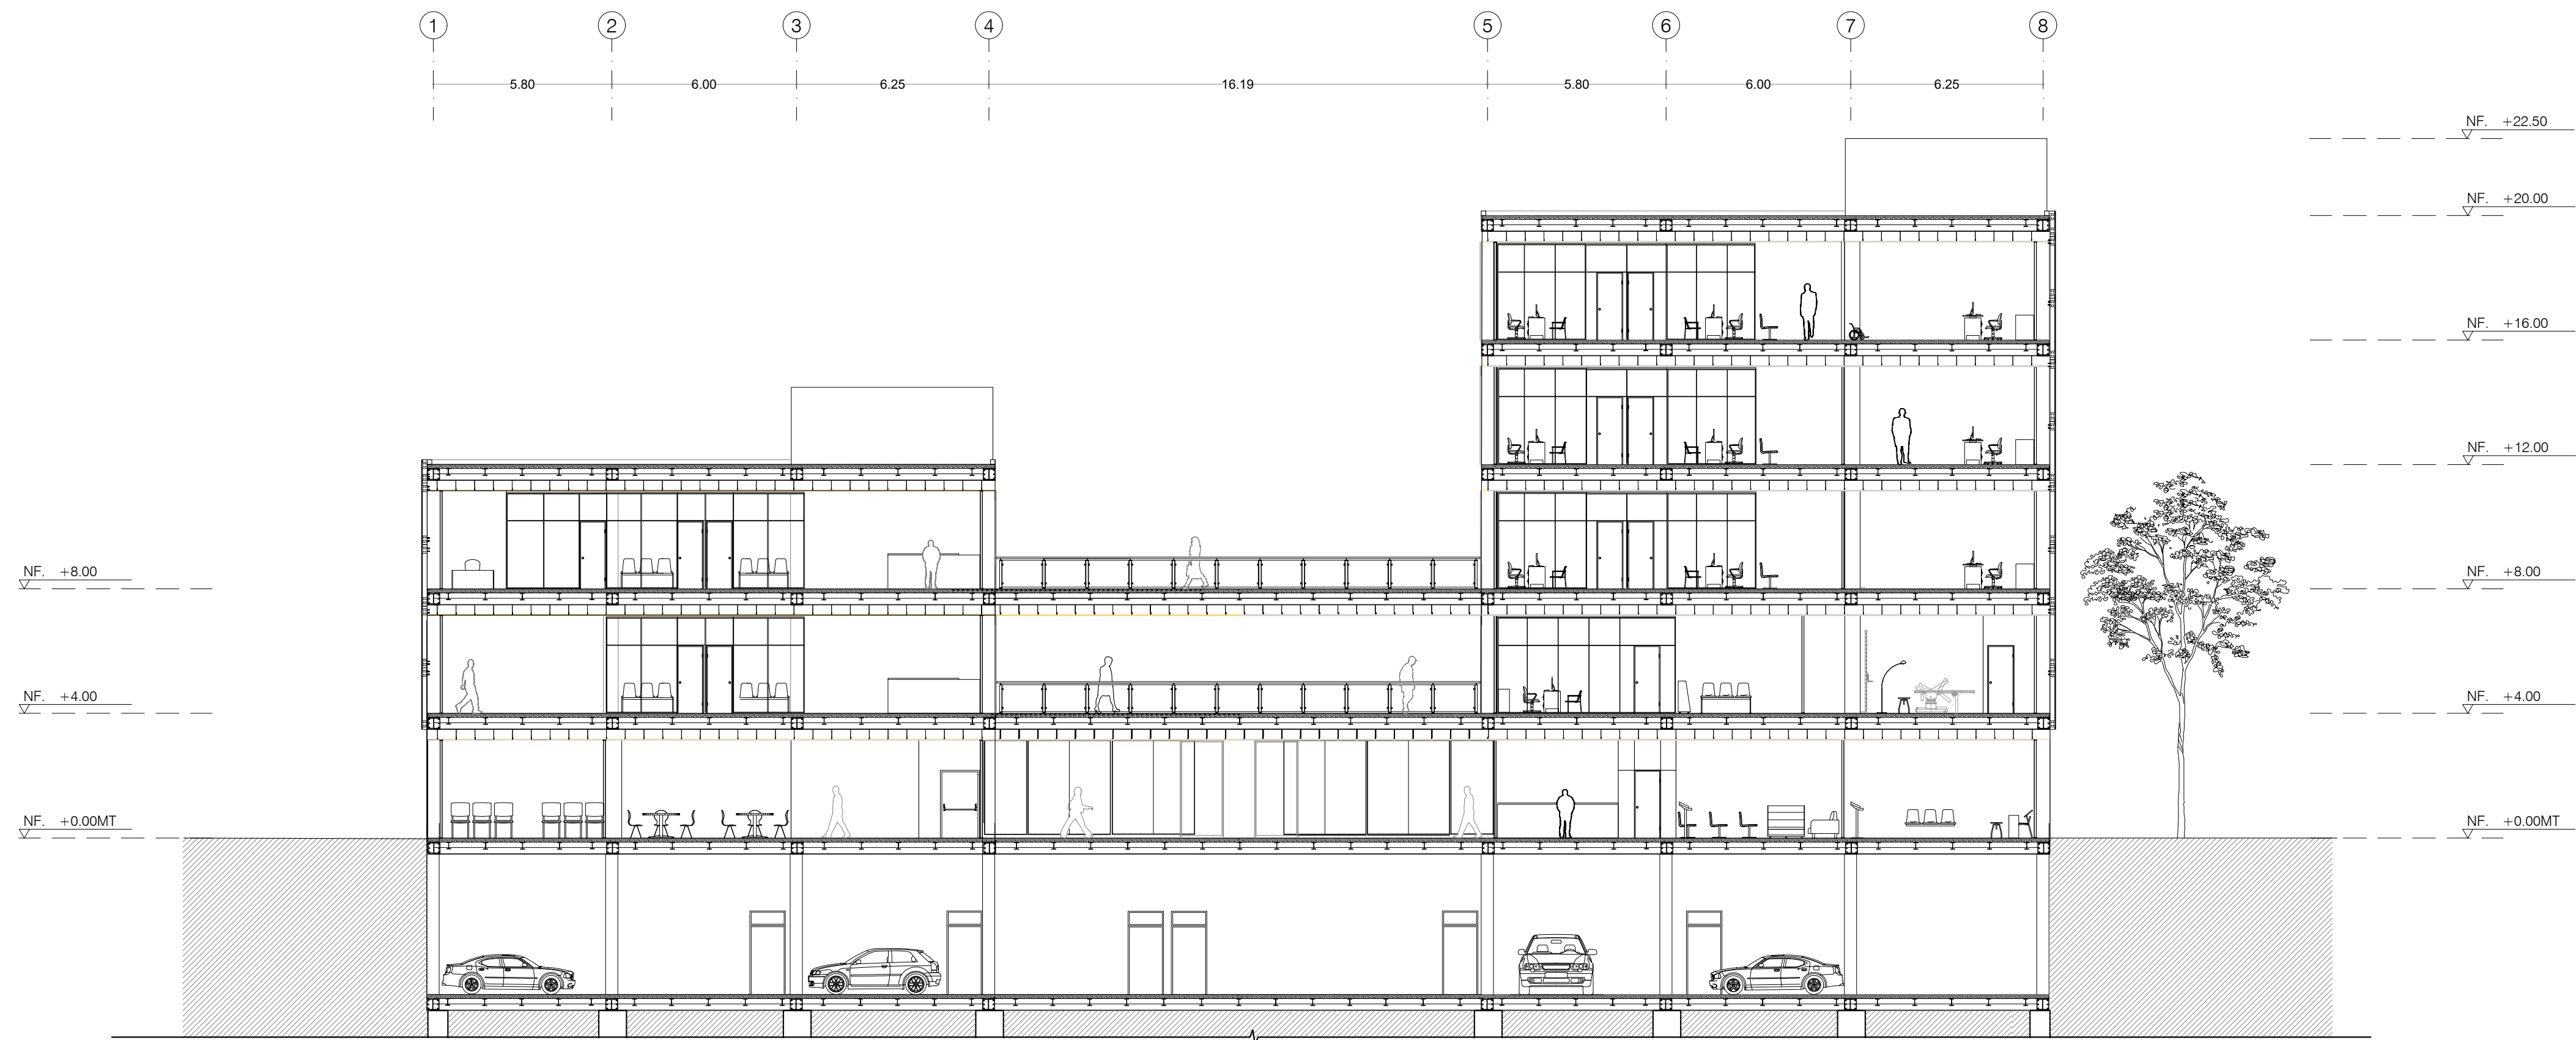 1 2 3 4 5 6 7 8
5.80 6.00 6.25 16.19 5.80 6.00 6.25
NF. +22.50
NF. +20.00
NF. +16.00
NF. +12.00
NF. +8.00 NF. +8.00
NF. +4.00 NF. +4.00
NF. +0.00MT NF. +0.00MT